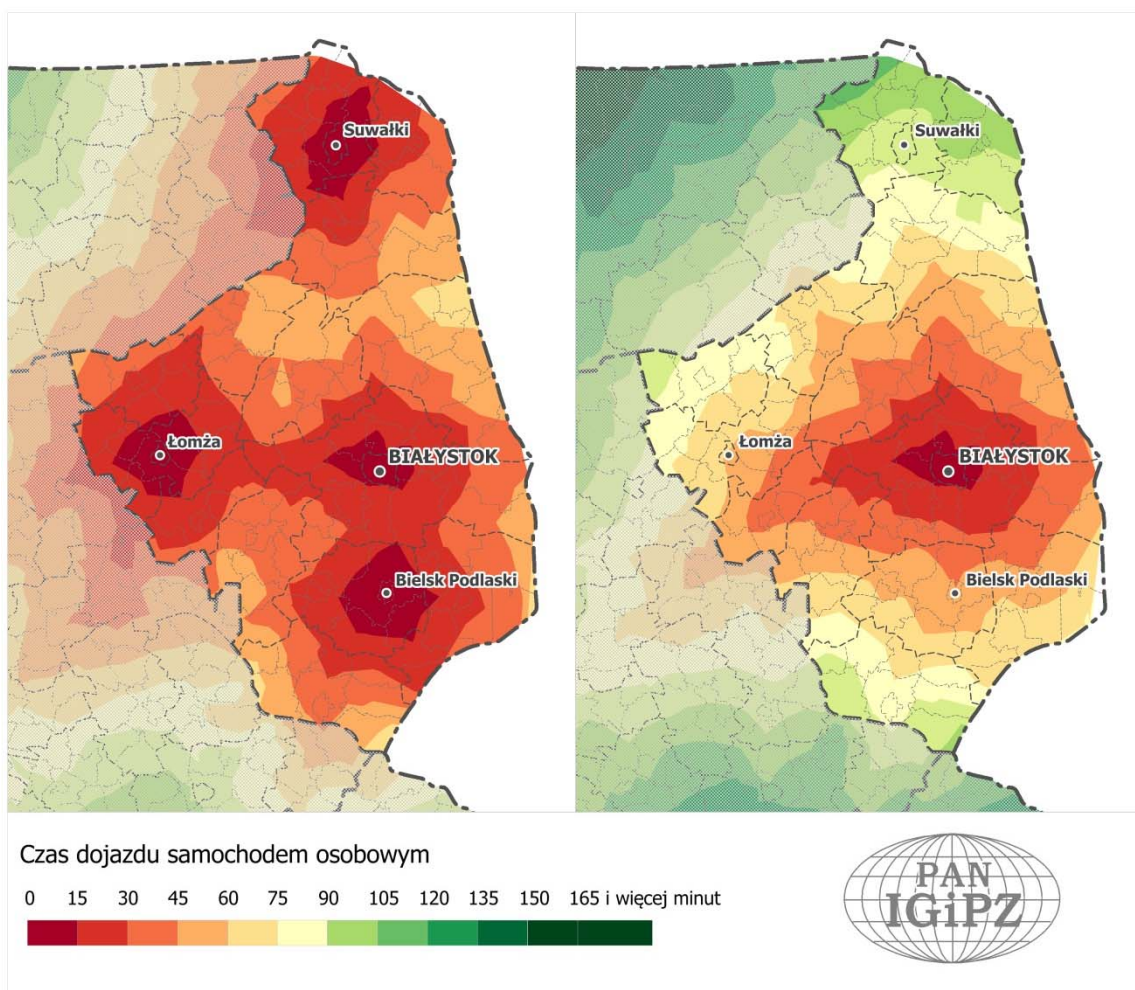 Suwałki
Łomża
BIAŁYSTOK
Bielsk Podlaski
Suwałki
Łomża
BIAŁYSTOK
Bielsk Podlaski
Czas dojazdu samochodem osobowym
0 15 30 45 60 75 90 105 120 135 150 165 i więcej minut
PAN
IGiPZ